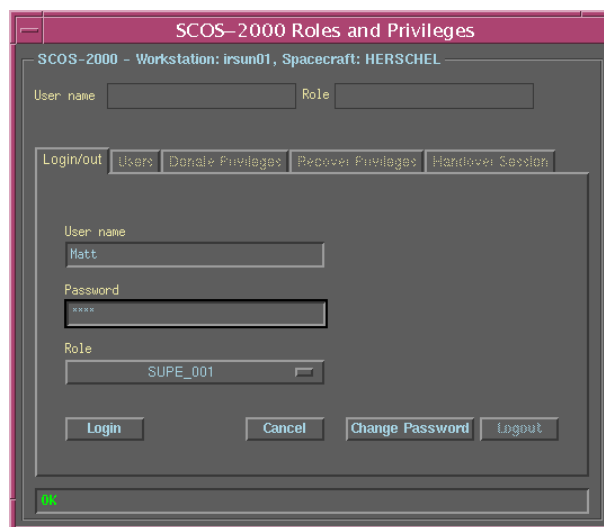 SCOS-2000 Roles and Privileges
SCOS-2000 - Workstation: irsun01, Spacecraft: HERSCHEL
User name Role
Login/out Users Donate Privileges Recover Privileges Handover Session
User name
Matt
Password
****
Role
SUPE_001
Login Cancel Change Password Logout
OK